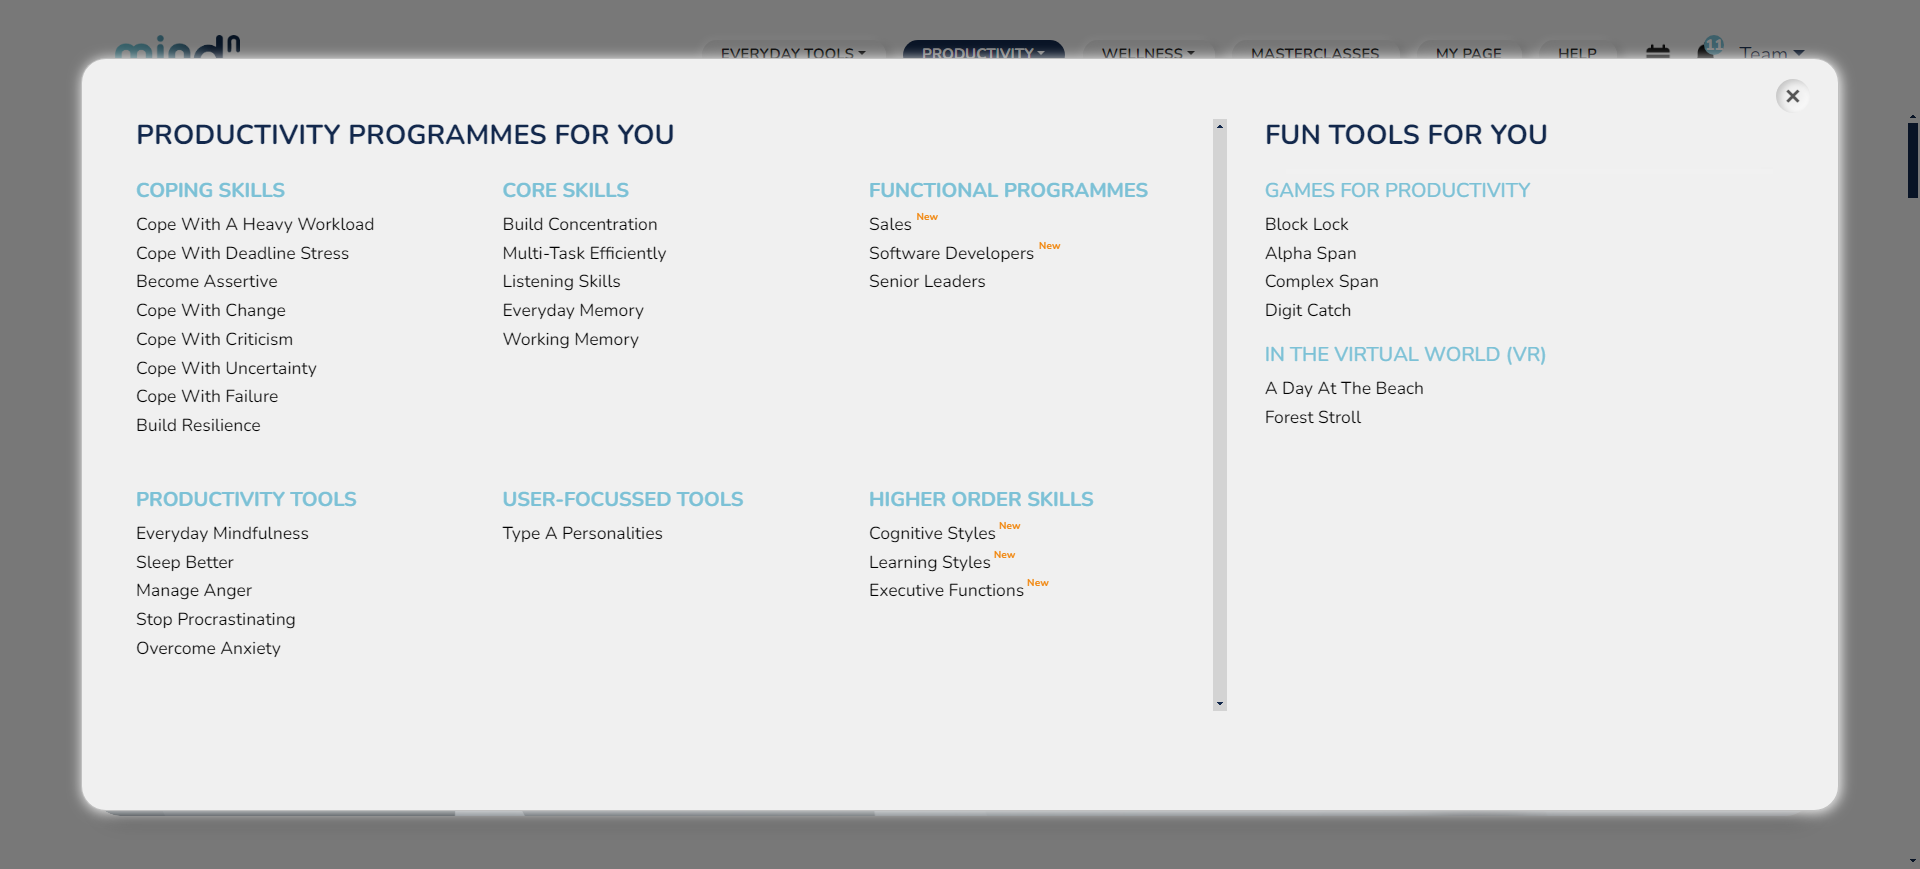 mindn
EVERYDAY TOOLS
PRODUCTIVITY
WELLNESS
MASTERCLASSES
MY PAGE
HELP
11
Team
PRODUCTIVITY PROGRAMMES FOR YOU
COPING SKILLS
Cope With A Heavy Workload
Cope With Deadline Stress
Become Assertive
Cope With Change
Cope With Criticism
Cope With Uncertainty
Cope With Failure
Build Resilience
CORE SKILLS
Build Concentration
Multi-Task Efficiently
Listening Skills
Everyday Memory
Working Memory
FUNCTIONAL PROGRAMMES
Sales New
Software Developers New
Senior Leaders
PRODUCTIVITY TOOLS
Everyday Mindfulness
Sleep Better
Manage Anger
Stop Procrastinating
Overcome Anxiety
USER-FOCUSSED TOOLS
Type A Personalities
HIGHER ORDER SKILLS
Cognitive Styles New
Learning Styles New
Executive Functions New
FUN TOOLS FOR YOU
GAMES FOR PRODUCTIVITY
Block Lock
Alpha Span
Complex Span
Digit Catch
IN THE VIRTUAL WORLD (VR)
A Day At The Beach
Forest Stroll